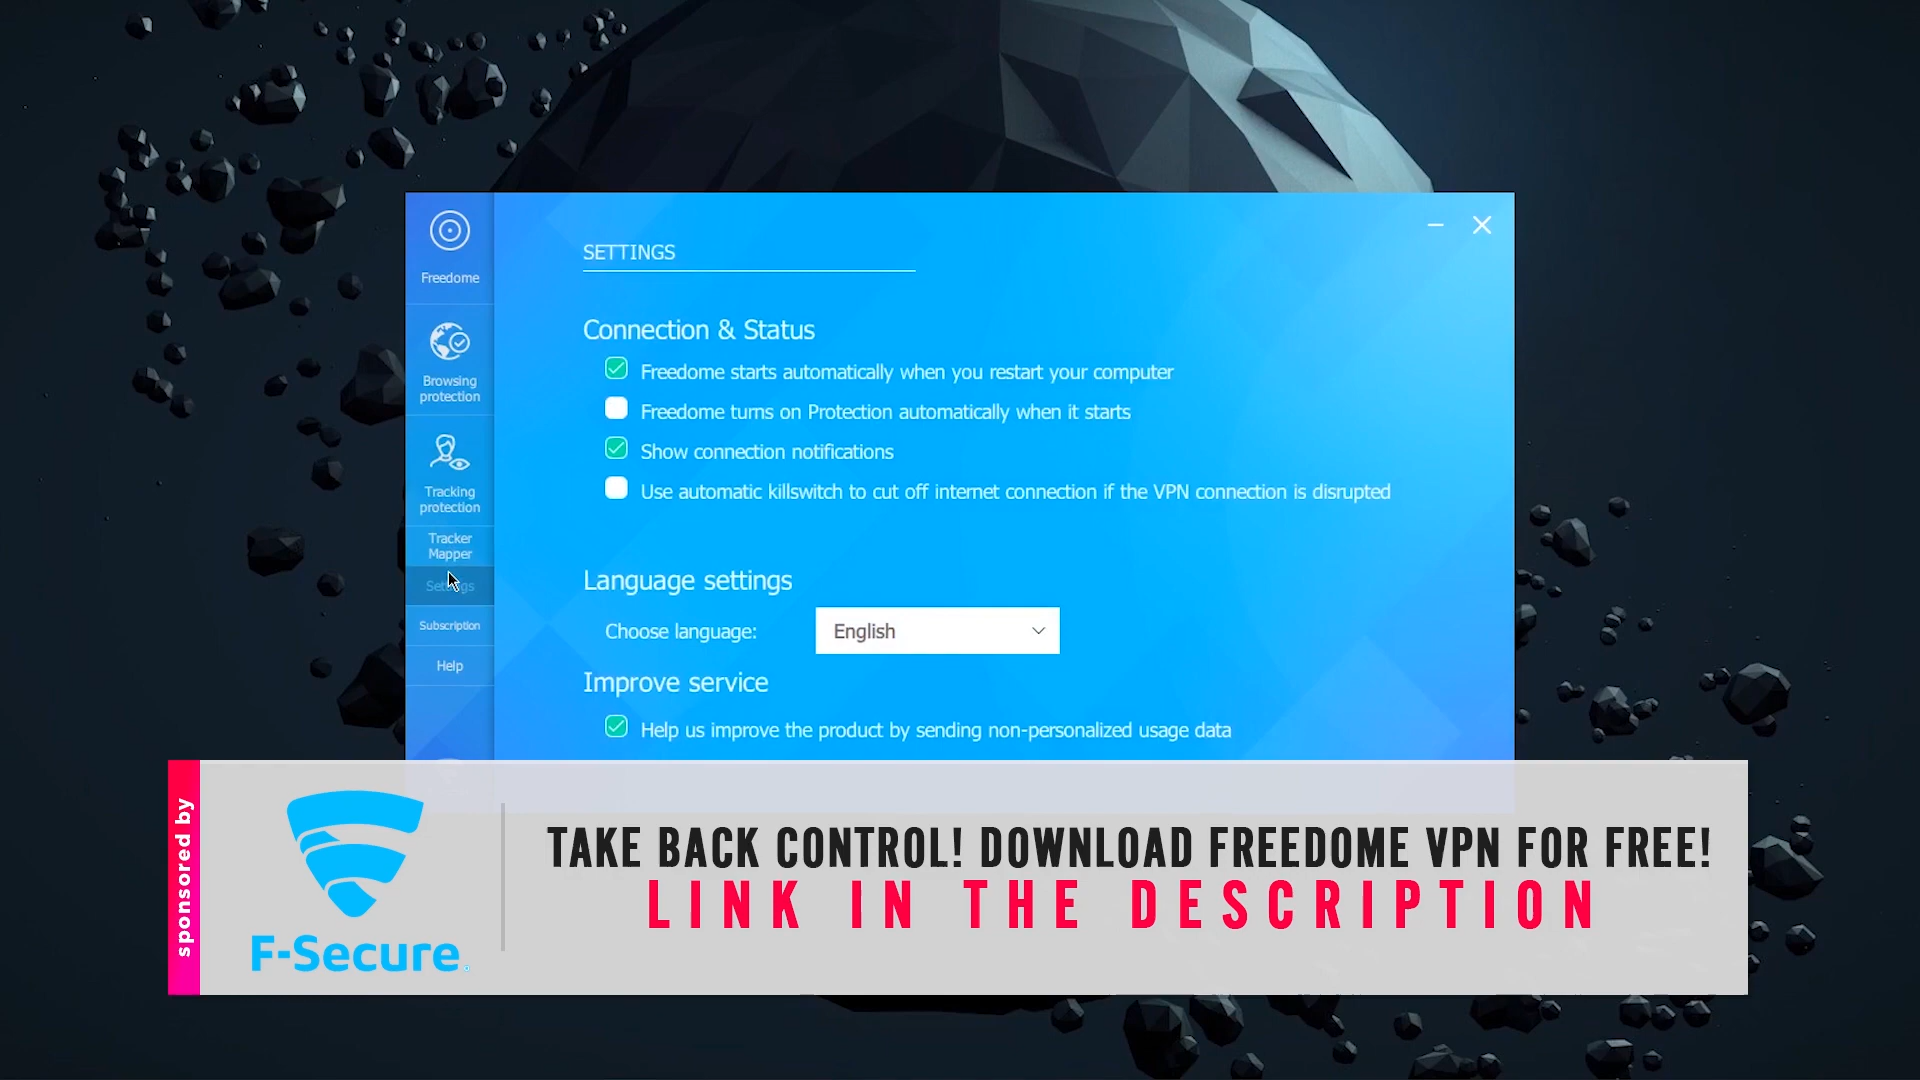 Freedome
Browsing
protection
Tracking
protection
Tracker
Mapper
Settings
Subscription
Help
SETTINGS
Connection & Status
Freedome starts automatically when you restart your computer
Freedome turns on Protection automatically when it starts
Show connection notifications
Use automatic killswitch to cut off internet connection if the VPN connection is disrupted
Language settings
Choose language:
English
Improve service
Help us improve the product by sending non-personalized usage data
sponsored by
F-Secure
TAKE BACK CONTROL! DOWNLOAD FREEDOME VPN FOR FREE!
LINK IN THE DESCRIPTION